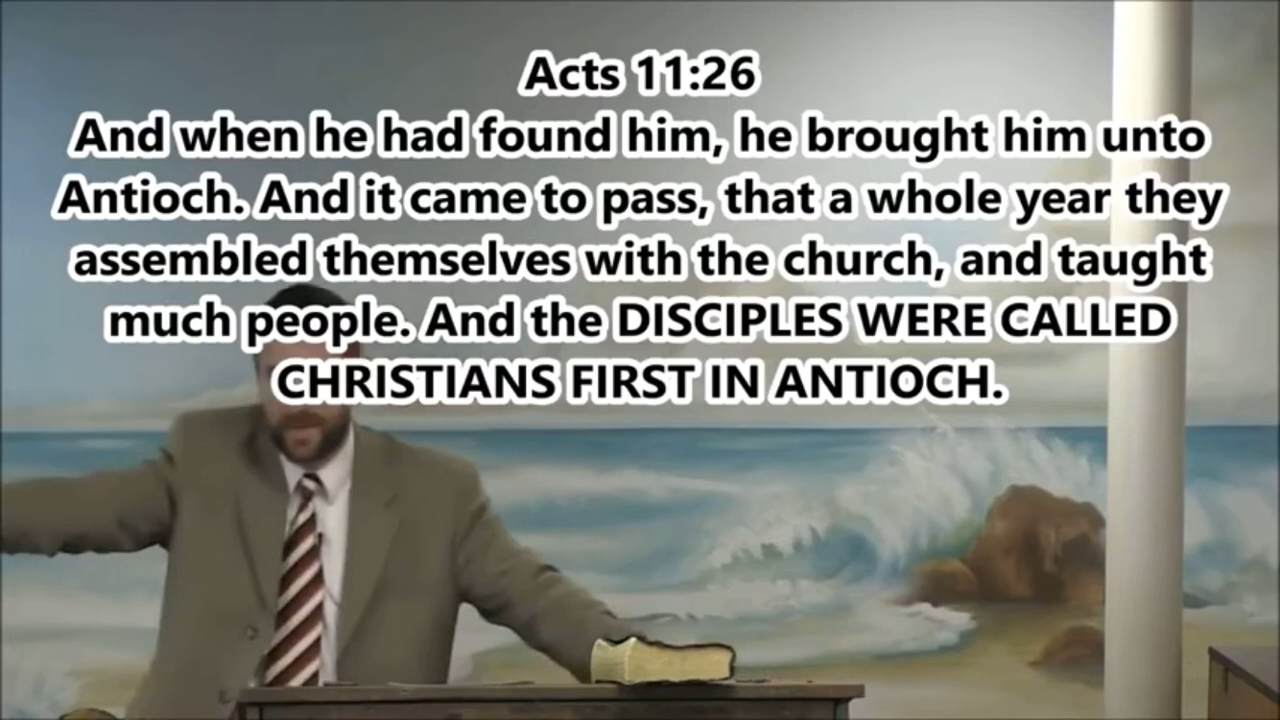 Acts 11:26
And when he had found him, he brought him unto
Antioch. And it came to pass, that a whole year they
assembled themselves with the church, and taught
much people. And the DISCIPLES WERE CALLED
CHRISTIANS FIRST IN ANTIOCH.